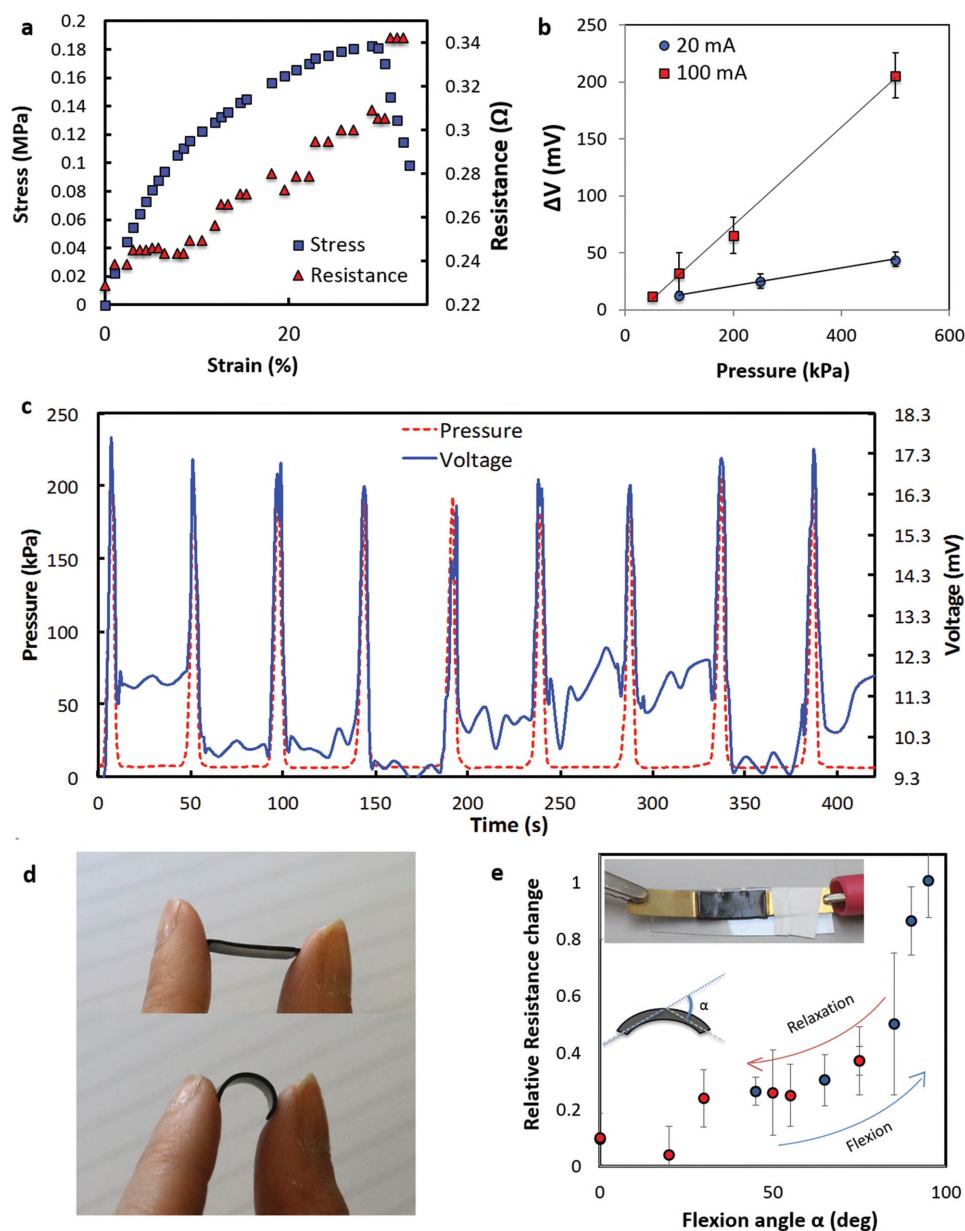 a
0.2
0.18
0.16
0.14
0.12
0.1
0.08
0.06
0.04
0.02
0
Stress (MPa)
0.34
0.32
0.3
0.28
0.26
0.24
0.22
Resistance (Ω)
Stress
Resistance
0
20
Strain (%)
b
250
200
150
100
50
0
ΔV (mV)
20 mA
100 mA
0
200
400
600
Pressure (kPa)
c
250
200
150
100
50
0
Pressure (kPa)
Pressure
Voltage
18.3
17.3
16.3
15.3
14.3
13.3
12.3
11.3
10.3
9.3
Voltage (mV)
0
50
100
150
200
250
300
350
400
Time (s)
d
e
1
0.8
0.6
0.4
0.2
0
Relative Resistance change
α
Relaxation
Flexion
0
50
100
Flexion angle α (deg)